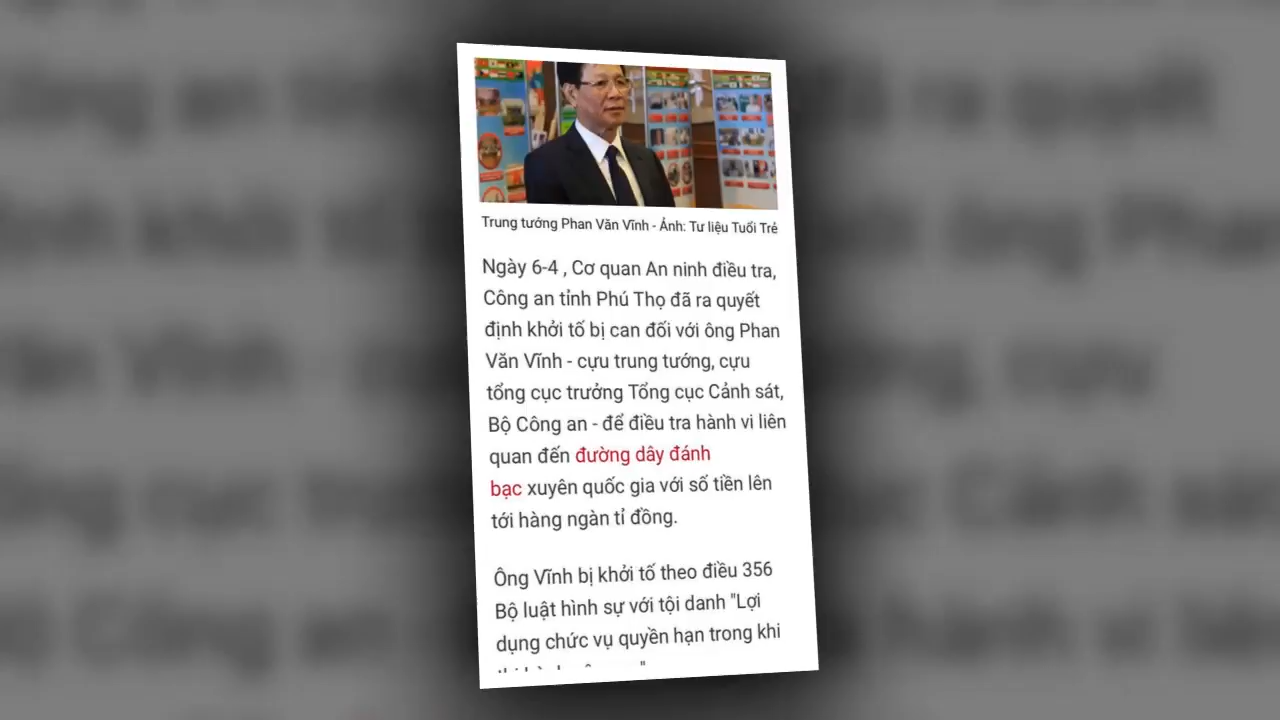 Trung tướng Phan Văn Vĩnh - Ảnh: Tư liệu Tuổi Trẻ
Ngày 6-4 , Cơ quan An ninh điều tra,
Công an tỉnh Phú Thọ đã ra quyết
định khởi tố bị can đối với ông Phan
Văn Vĩnh - cựu trung tướng, cựu
tổng cục trưởng Tổng cục Cảnh sát,
Bộ Công an - để điều tra hành vi liên
quan đến đường dây đánh
bạc xuyên quốc gia với số tiền lên
tới hàng ngàn tỉ đồng.
Ông Vĩnh bị khởi tố theo điều 356
Bộ luật hình sự với tội danh "Lợi
dụng chức vụ quyền hạn trong khi